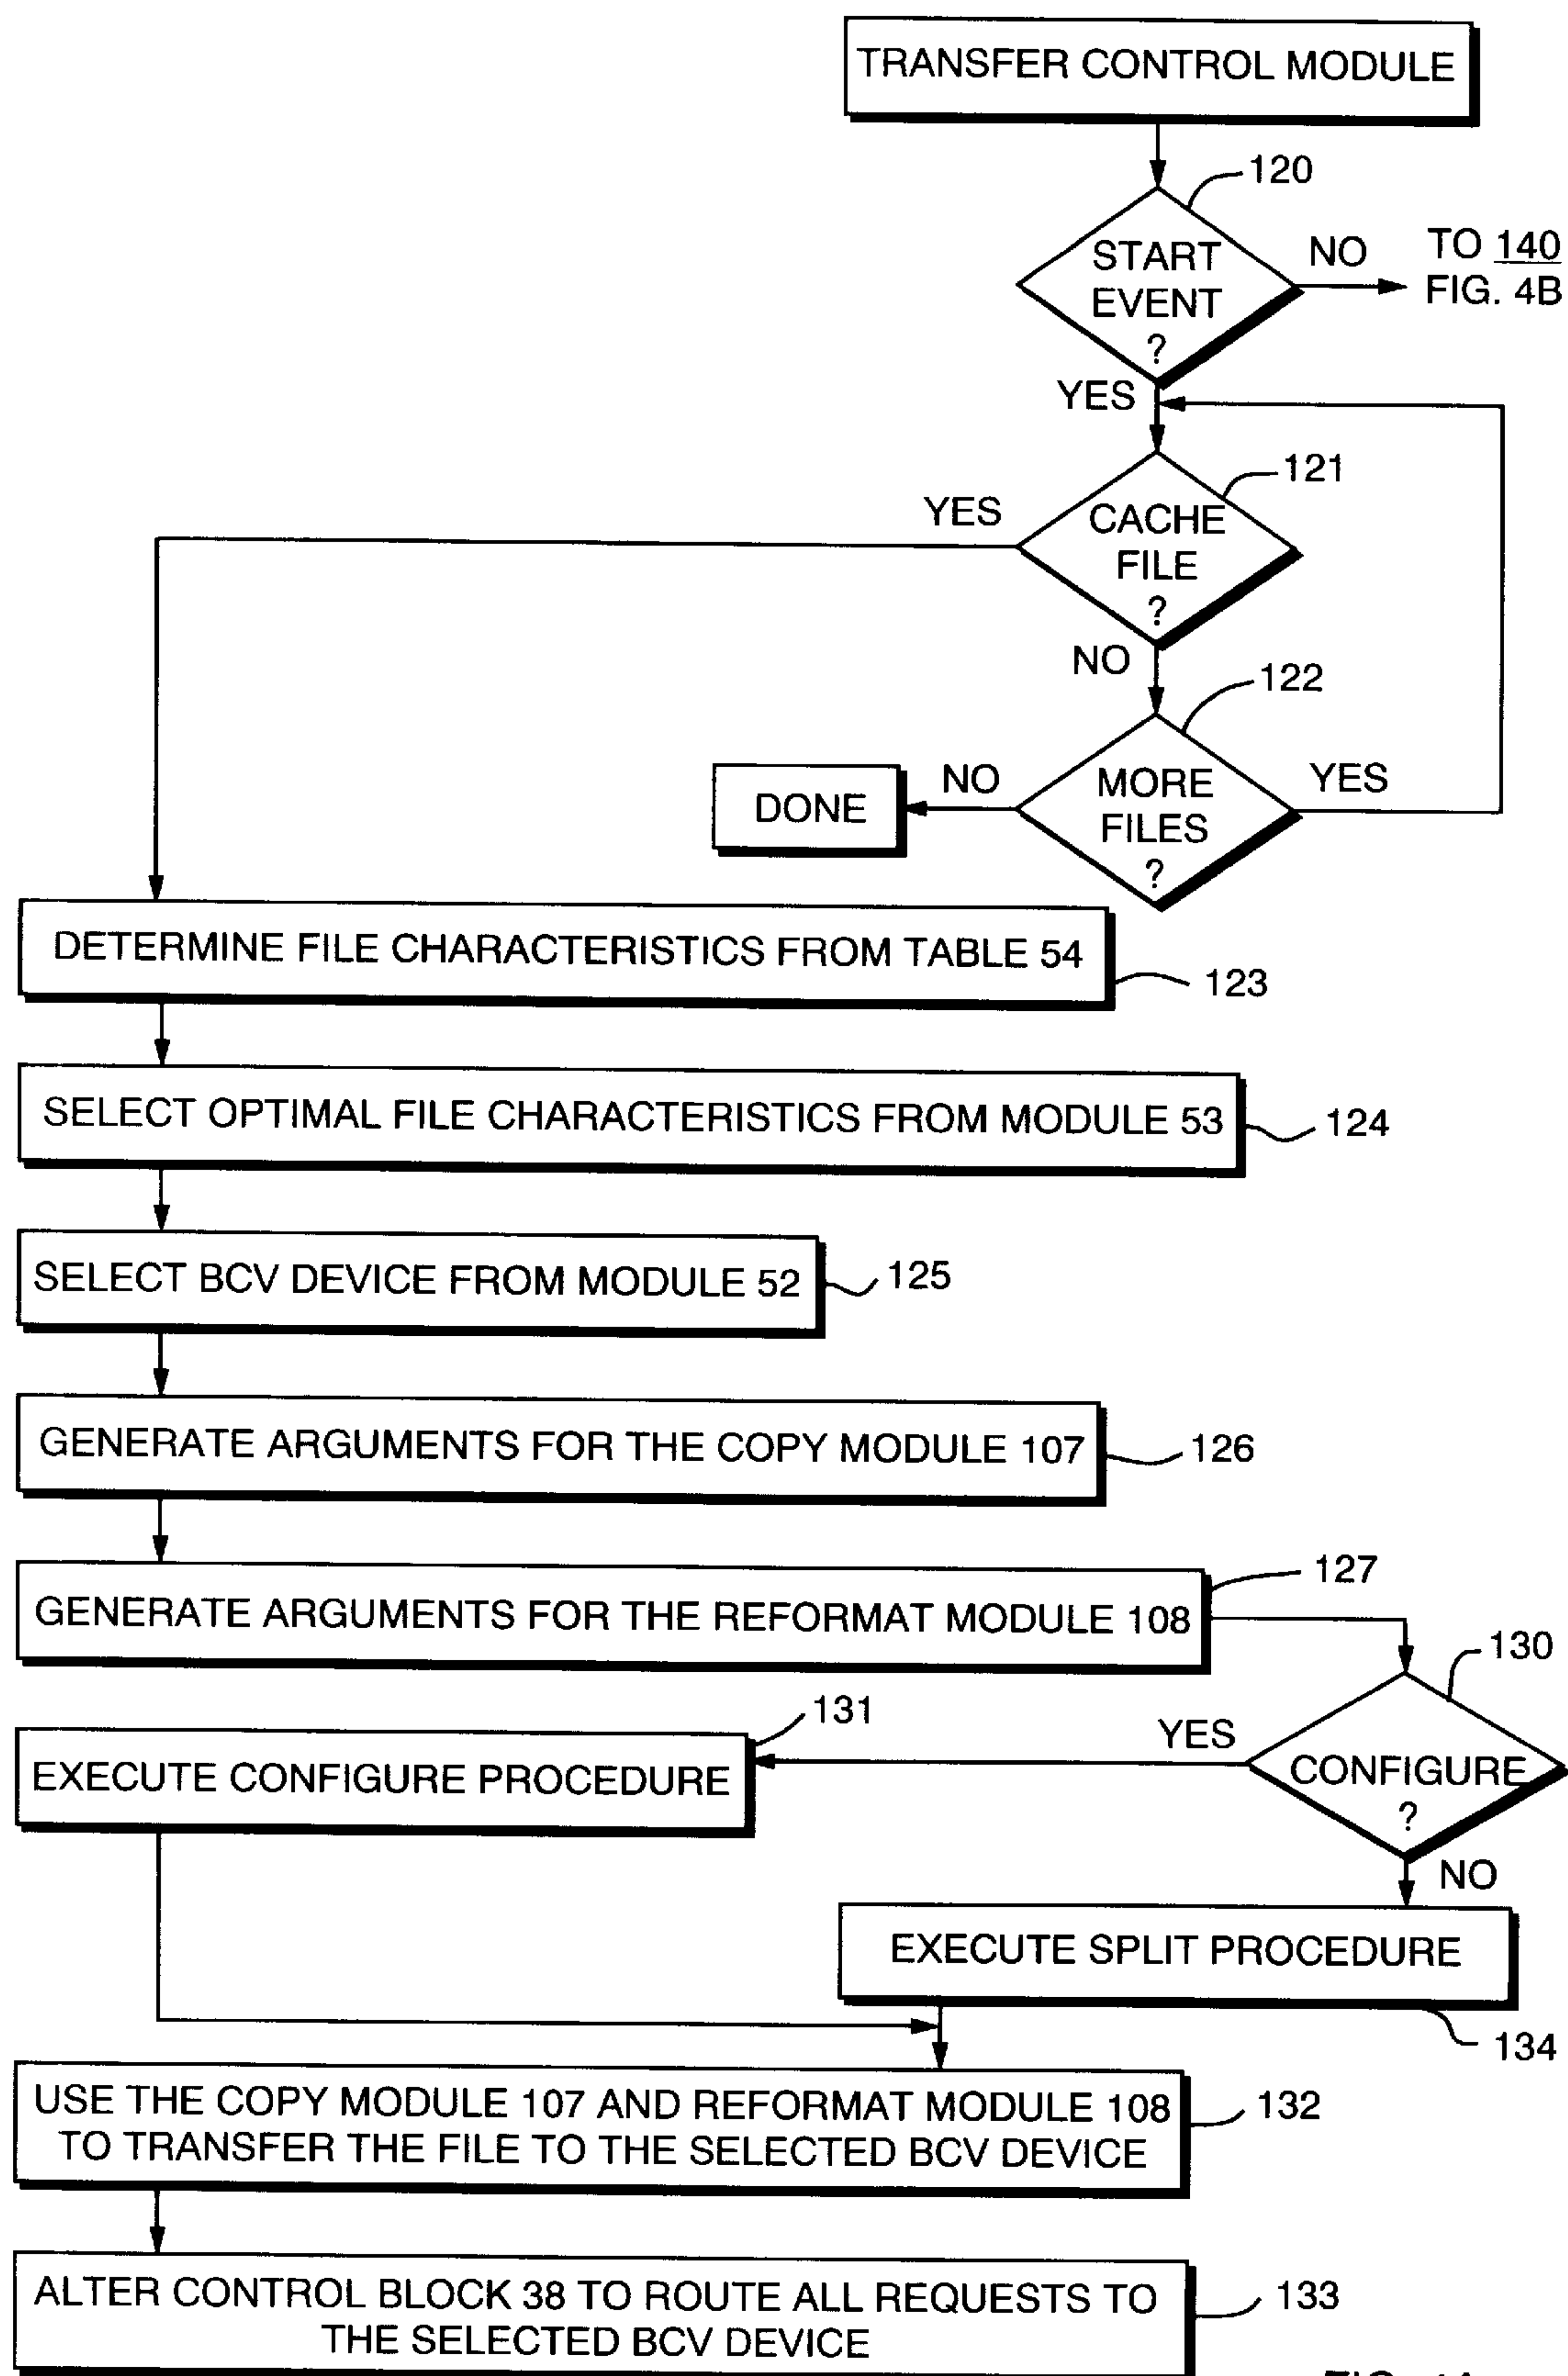 TRANSFER CONTROL MODULE
120
START
EVENT
?
NO
TO 140
FIG. 4B
YES
121
YES
CACHE
FILE
?
NO
122
MORE
FILES
?
NO
YES
DONE
DETERMINE FILE CHARACTERISTICS FROM TABLE 54
123
SELECT OPTIMAL FILE CHARACTERISTICS FROM MODULE 53
124
SELECT BCV DEVICE FROM MODULE 52
125
GENERATE ARGUMENTS FOR THE COPY MODULE 107
126
GENERATE ARGUMENTS FOR THE REFORMAT MODULE 108
127
130
131
YES
CONFIGURE
?
EXECUTE CONFIGURE PROCEDURE
NO
EXECUTE SPLIT PROCEDURE
134
USE THE COPY MODULE 107 AND REFORMAT MODULE 108
TO TRANSFER THE FILE TO THE SELECTED BCV DEVICE
132
ALTER CONTROL BLOCK 38 TO ROUTE ALL REQUESTS TO
THE SELECTED BCV DEVICE
133